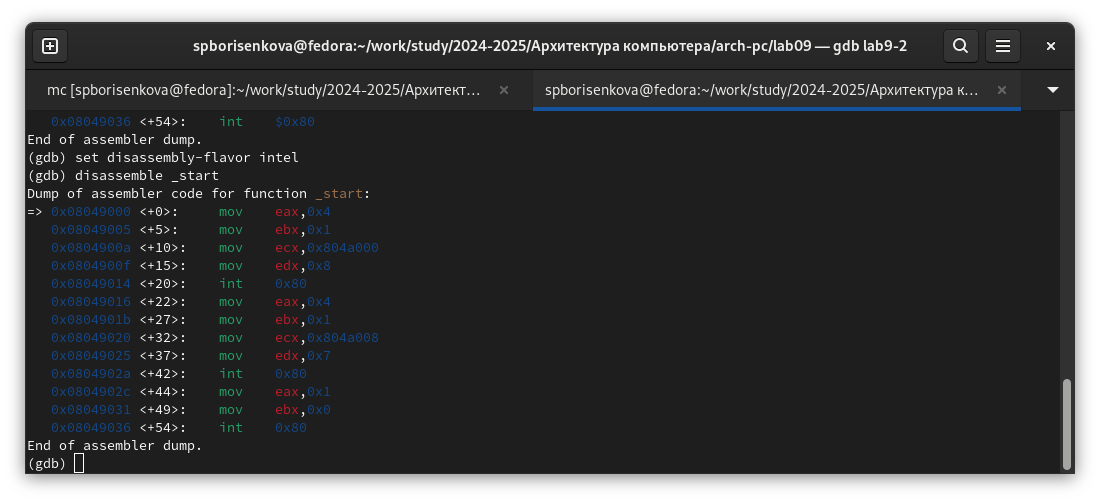 spborisenkova@fedora:~/work/study/2024-2025/Архитектура компьютера/arch-pc/lab09 — gdb lab9-2
mc [spborisenkova@fedora]:~/work/study/2024-2025/Архитект... spborisenkova@fedora:~/work/study/2024-2025/Архитектура к...
   0x08049036 <+54>:	int    $0x80
End of assembler dump.
(gdb) set disassembly-flavor intel
(gdb) disassemble _start
Dump of assembler code for function _start:
=> 0x08049000 <+0>:	mov    eax,0x4
   0x08049005 <+5>:	mov    ebx,0x1
   0x0804900a <+10>:	mov    ecx,0x804a000
   0x0804900f <+15>:	mov    edx,0x8
   0x08049014 <+20>:	int    0x80
   0x08049016 <+22>:	mov    eax,0x4
   0x0804901b <+27>:	mov    ebx,0x1
   0x08049020 <+32>:	mov    ecx,0x804a008
   0x08049025 <+37>:	mov    edx,0x7
   0x0804902a <+42>:	int    0x80
   0x0804902c <+44>:	mov    eax,0x1
   0x08049031 <+49>:	mov    ebx,0x0
   0x08049036 <+54>:	int    0x80
End of assembler dump.
(gdb)